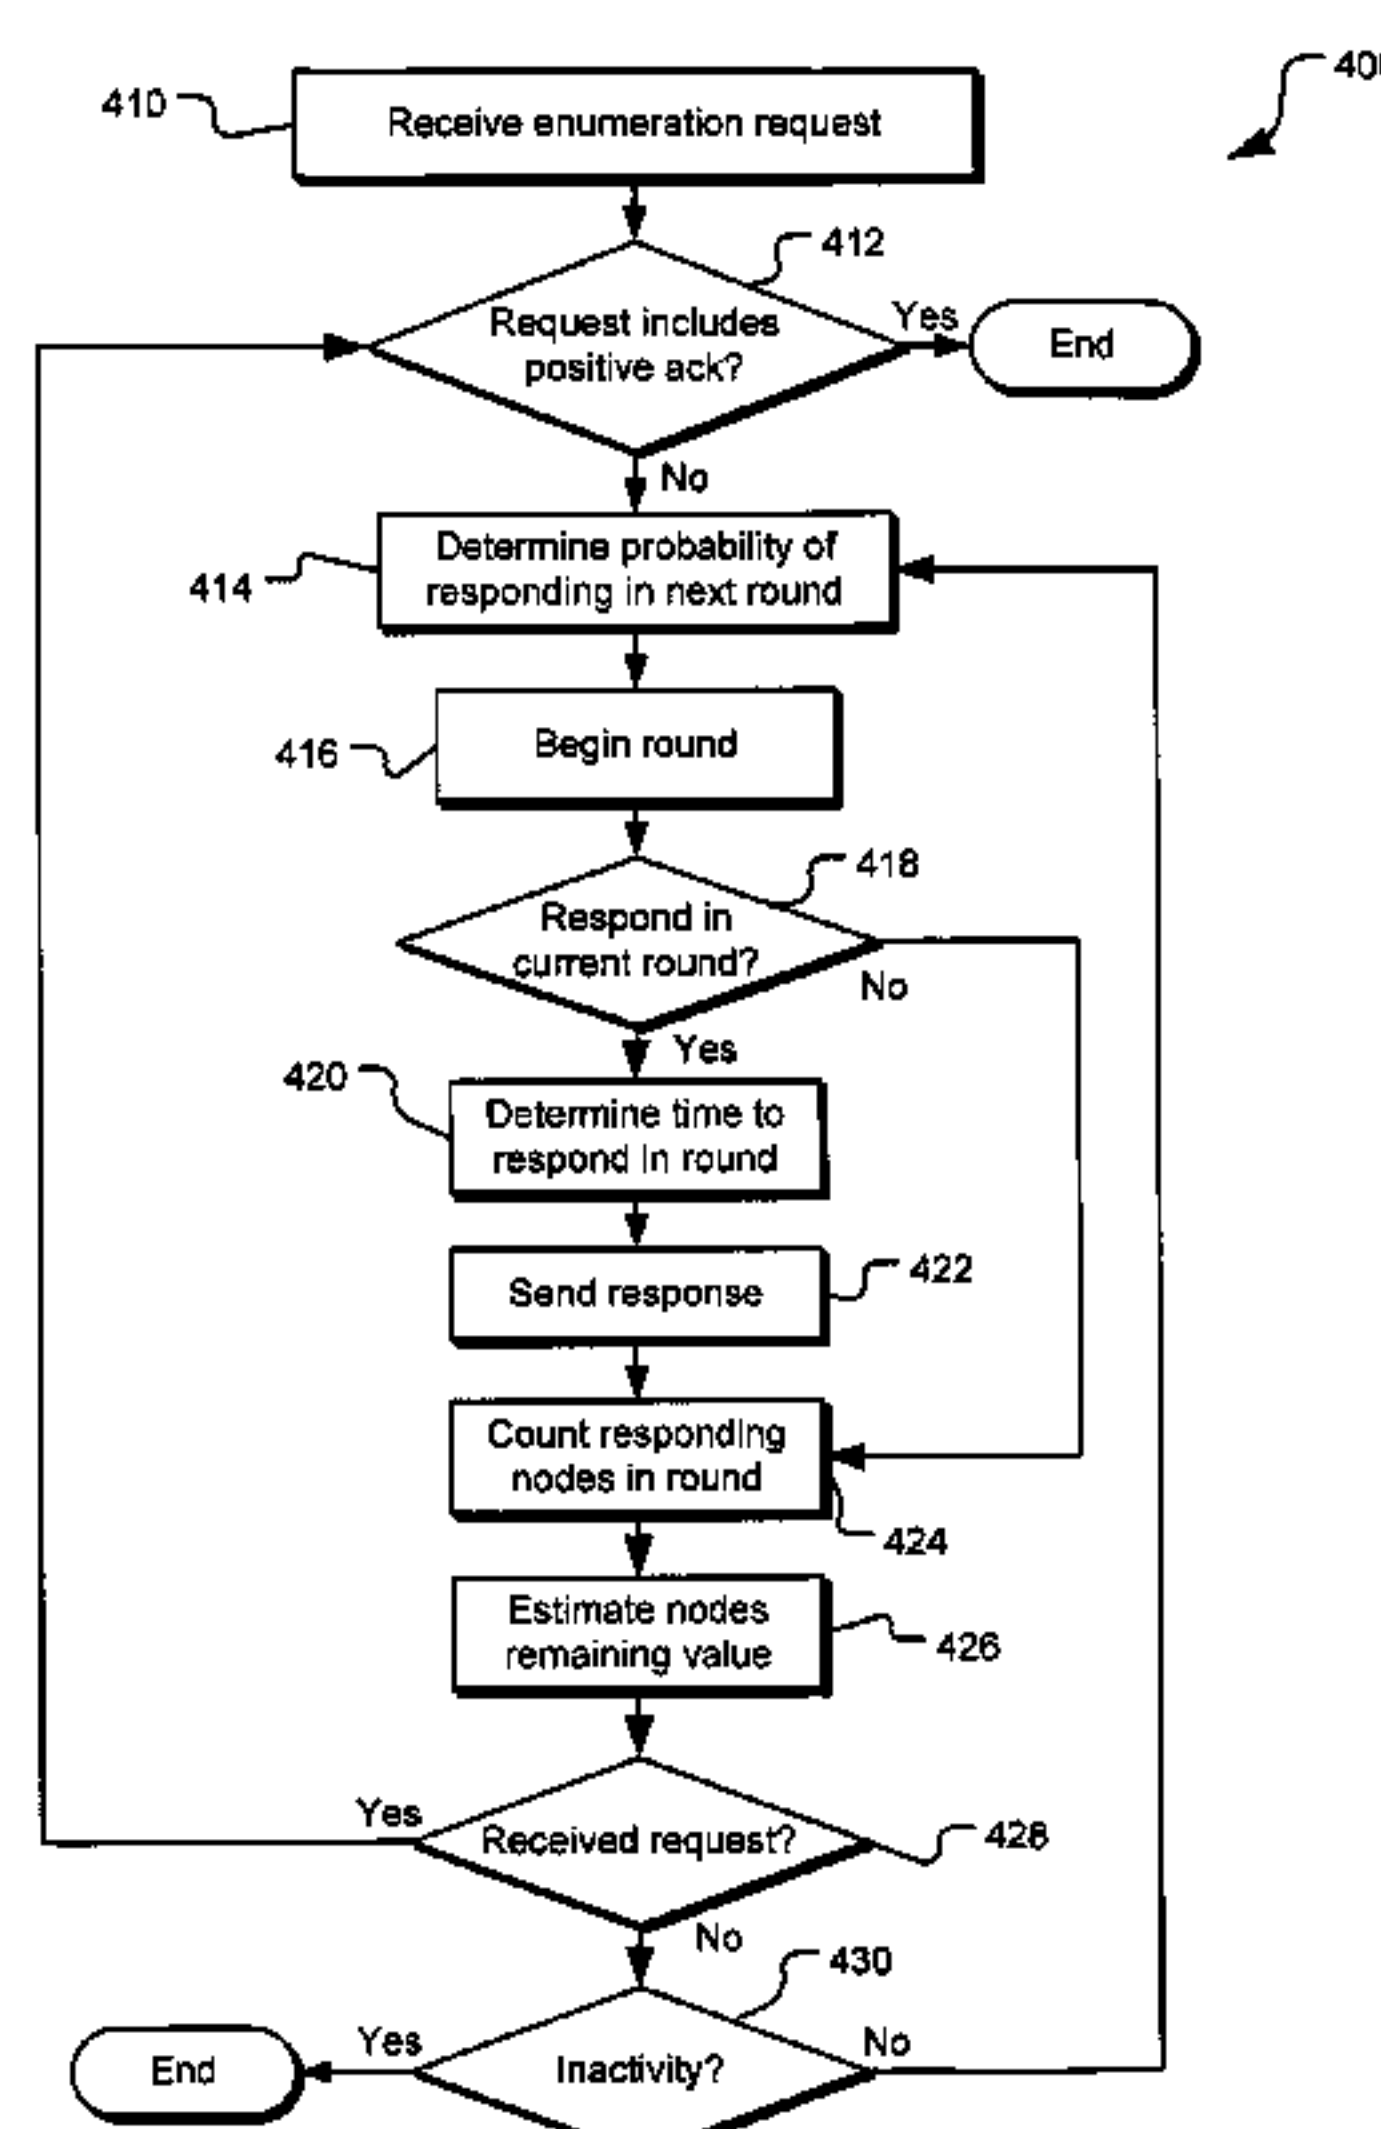 410
Receive enumeration request
412
Request includes
positive ack?
Yes
End
No
414
Determine probability of
responding in next round
416
Begin round
418
Respond in
current round?
No
Yes
420
Determine time to
respond in round
Send response
422
Count responding
nodes in round
424
Estimate nodes
remaining value
426
Yes
Received request?
428
No
430
End
Yes
Inactivity?
No